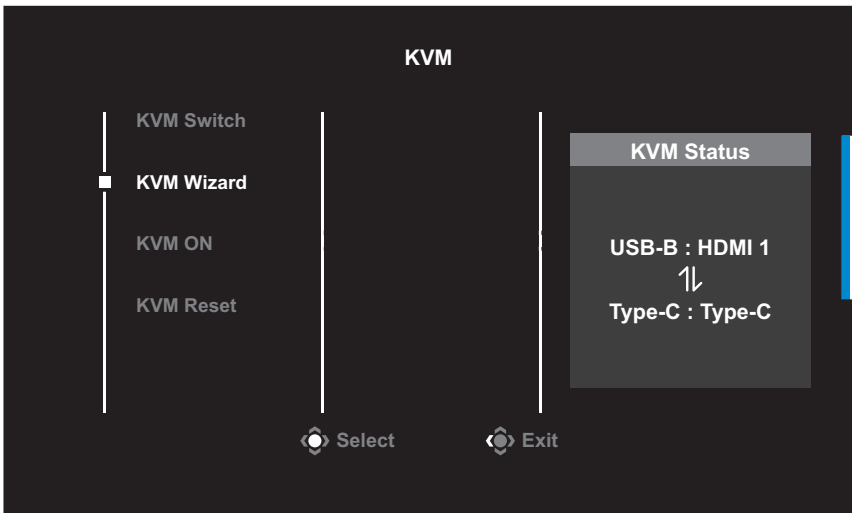 KVM
KVM Switch
KVM Wizard
KVM ON
KVM Reset
KVM Status
USB-B : HDMI 1
Type-C : Type-C
Select
Exit